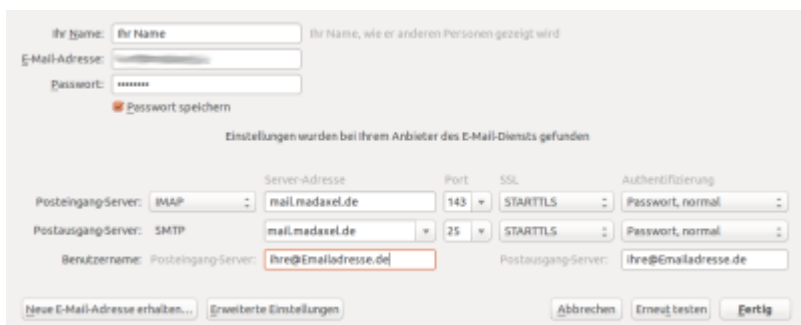 Ihr Name: Ihr Name Ihr Name, wie er anderen Personen gezeigt wird
E-Mail-Adresse:
Passwort: ••••••••
Passwort speichern
Einstellungen wurden bei Ihrem Anbieter des E-Mail-Diensts gefunden
Server-Adresse Port SSL Authentifizierung
Posteingang-Server: IMAP mail.madaxel.de 143 STARTTLS Passwort, normal
Postausgang-Server: SMTP mail.madaxel.de 25 STARTTLS Passwort, normal
Benutzername: Posteingang-Server: Ihre@Emailadresse.de Postausgang-Server: Ihre@Emailadresse.de
Neue E-Mail-Adresse erhalten... Erweiterte Einstellungen Abbrechen Erneut testen Fertig